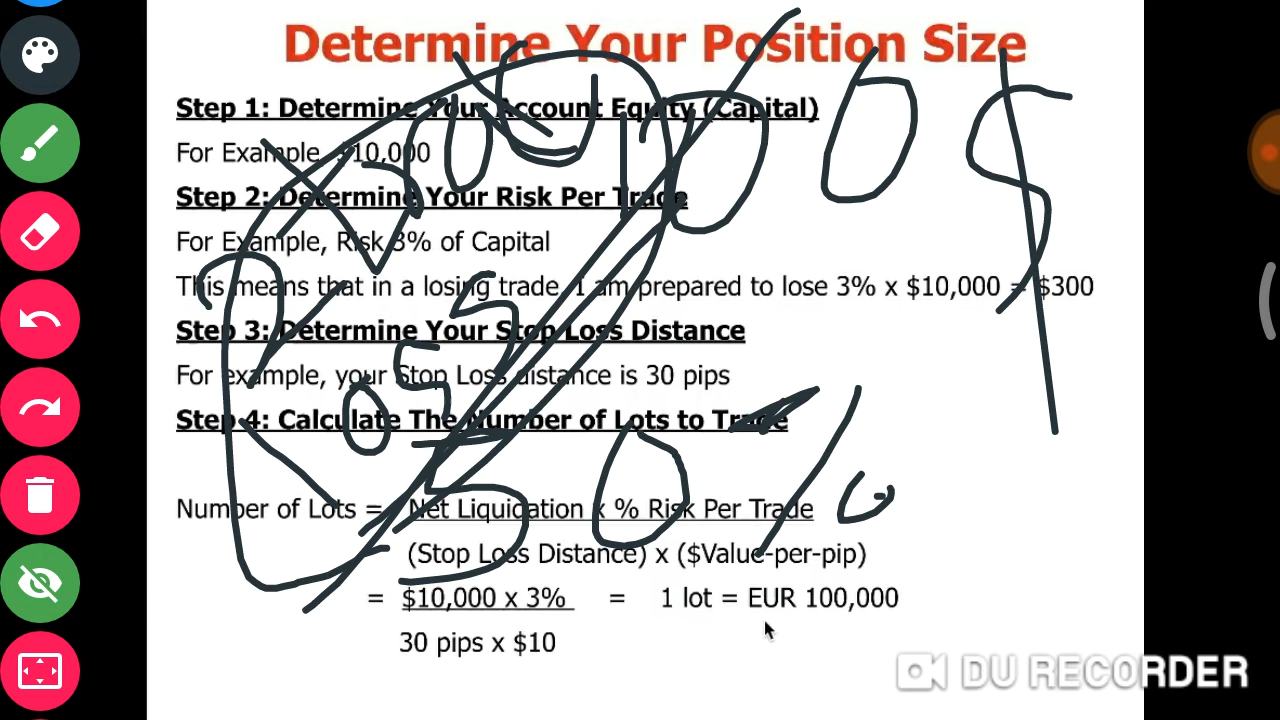 Determine Your Position Size
Step 1: Determine Your Account Equity (Capital)
For Example, $10,000
Step 2: Determine Your Risk Per Trade
For Example, Risk 3% of Capital
This means that in a losing trade, I am prepared to lose 3% x $10,000 = $300
Step 3: Determine Your Stop Loss Distance
For example, your Stop Loss distance is 30 pips
Step 4: Calculate The Number of Lots to Trade
Number of Lots = Net Liquidation x % Risk Per Trade
(Stop Loss Distance) x ($Value-per-pip)
= $10,000 x 3% = 1 lot = EUR 100,000
30 pips x $10
100 $
Loss
50 %
DU RECORDER